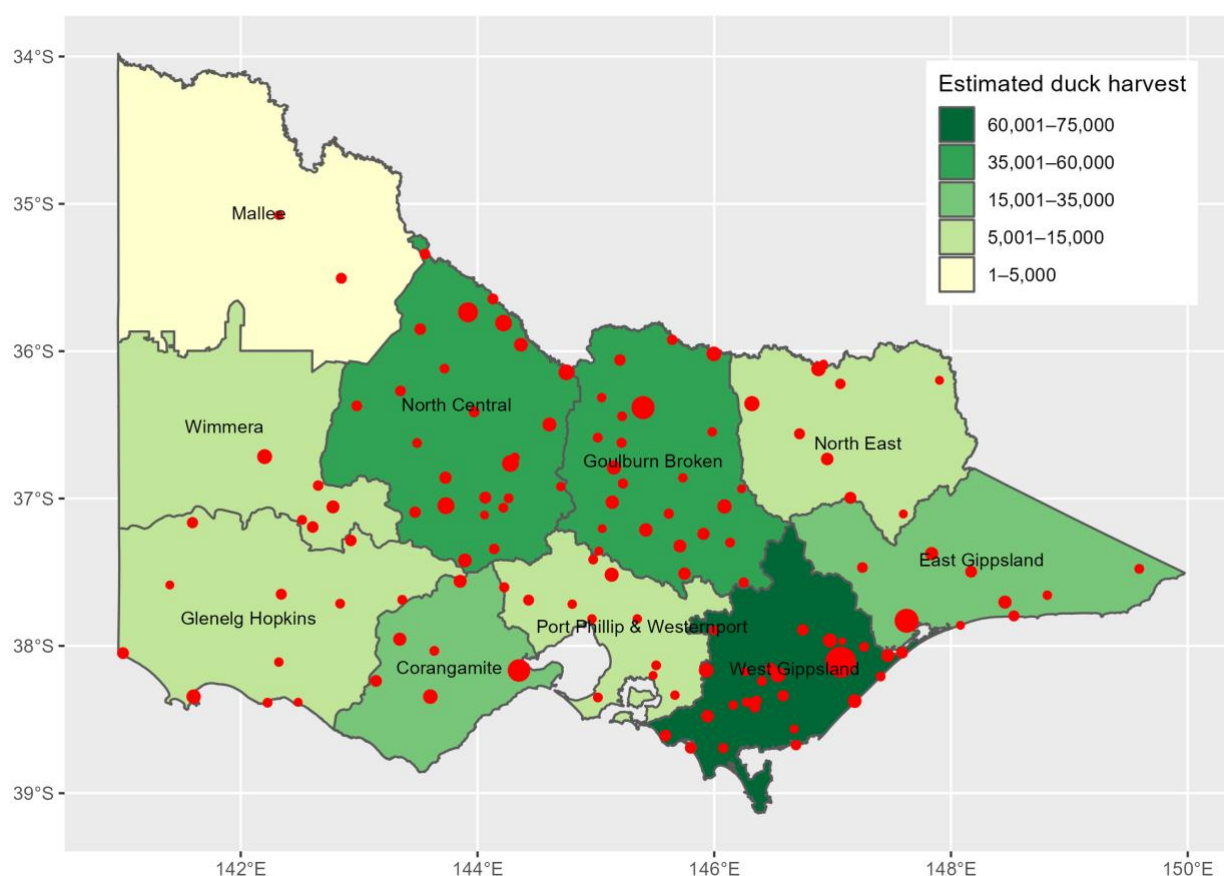 34°S
Estimated duck harvest
60,001–75,000
35,001–60,000
15,001–35,000
5,001–15,000
1–5,000
35°S
Mallee
36°S
North Central
Wimmera
North East
Goulburn Broken
37°S
East Gippsland
Glenelg Hopkins
Port Phillip & Westernport
38°S
Corangamite
West Gippsland
39°S
142°E
144°E
146°E
148°E
150°E